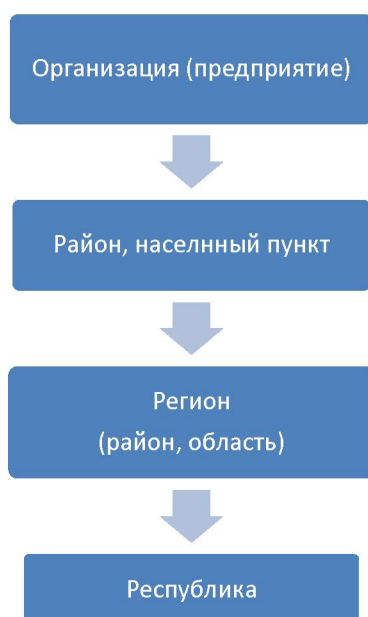 Организация (предприятие)
Район, населнный пункт
Регион
(район, область)
Республика